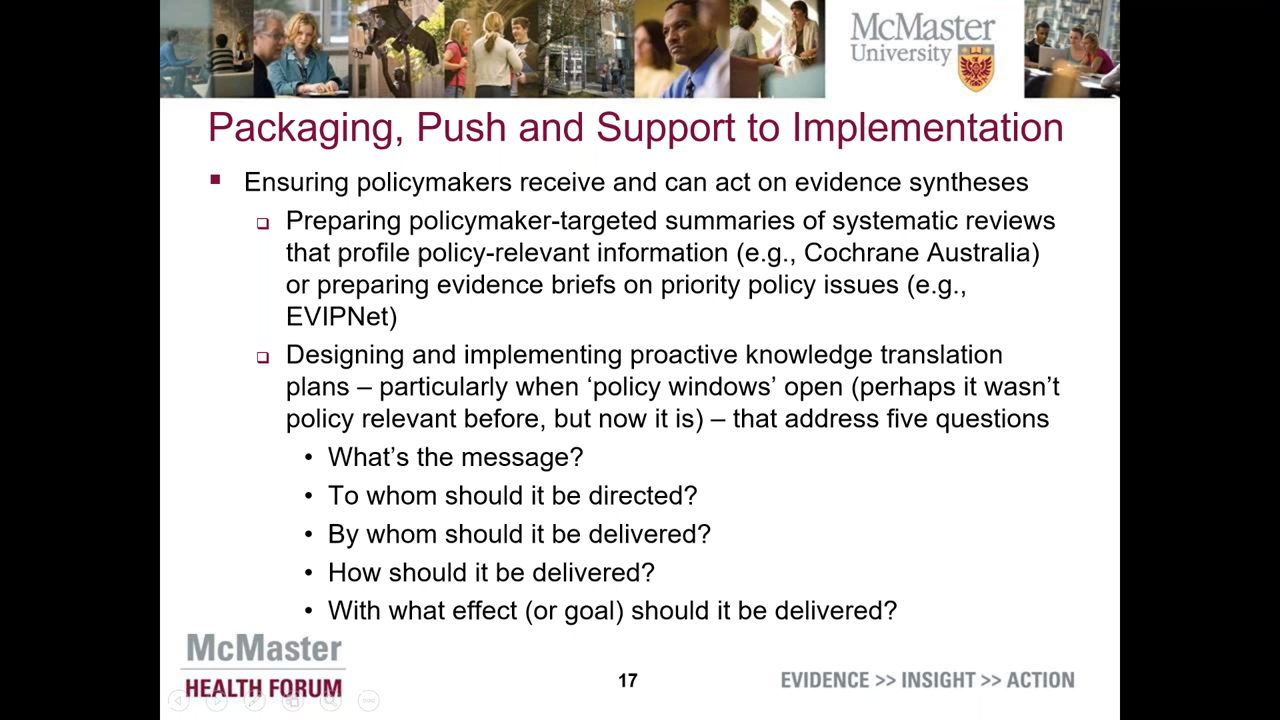 McMaster
University
Packaging, Push and Support to Implementation
Ensuring policymakers receive and can act on evidence syntheses
Preparing policymaker-targeted summaries of systematic reviews
that profile policy-relevant information (e.g., Cochrane Australia)
or preparing evidence briefs on priority policy issues (e.g.,
EVIPNet)
Designing and implementing proactive knowledge translation
plans – particularly when ‘policy windows’ open (perhaps it wasn’t
policy relevant before, but now it is) – that address five questions
• What’s the message?
• To whom should it be directed?
• By whom should it be delivered?
• How should it be delivered?
• With what effect (or goal) should it be delivered?
McMaster
HEALTH FORUM
17
EVIDENCE >> INSIGHT >> ACTION